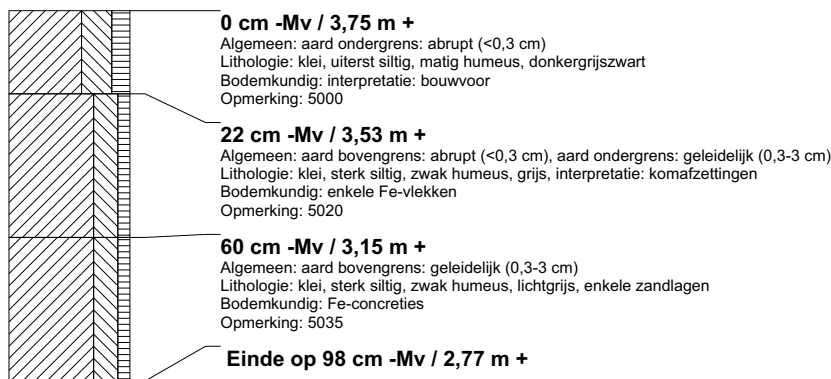 0 cm -Mv / 3,75 m +
Algemeen: aard ondergrens: abrupt (<0,3 cm)
Lithologie: klei, uiterst siltig, matig humeus, donkergrijszwart
Bodemkundig: interpretatie: bouwvoor
Opmerking: 5000
22 cm -Mv / 3,53 m +
Algemeen: aard bovengrens: abrupt (<0,3 cm), aard ondergrens: geleidelijk (0,3-3 cm)
Lithologie: klei, sterk siltig, zwak humeus, grijs, interpretatie: komafzettingen
Bodemkundig: enkele Fe-vlekken
Opmerking: 5020
60 cm -Mv / 3,15 m +
Algemeen: aard bovengrens: geleidelijk (0,3-3 cm)
Lithologie: klei, sterk siltig, zwak humeus, lichtgrijs, enkele zandlagen
Bodemkundig: Fe-concreties
Opmerking: 5035
Einde op 98 cm -Mv / 2,77 m +